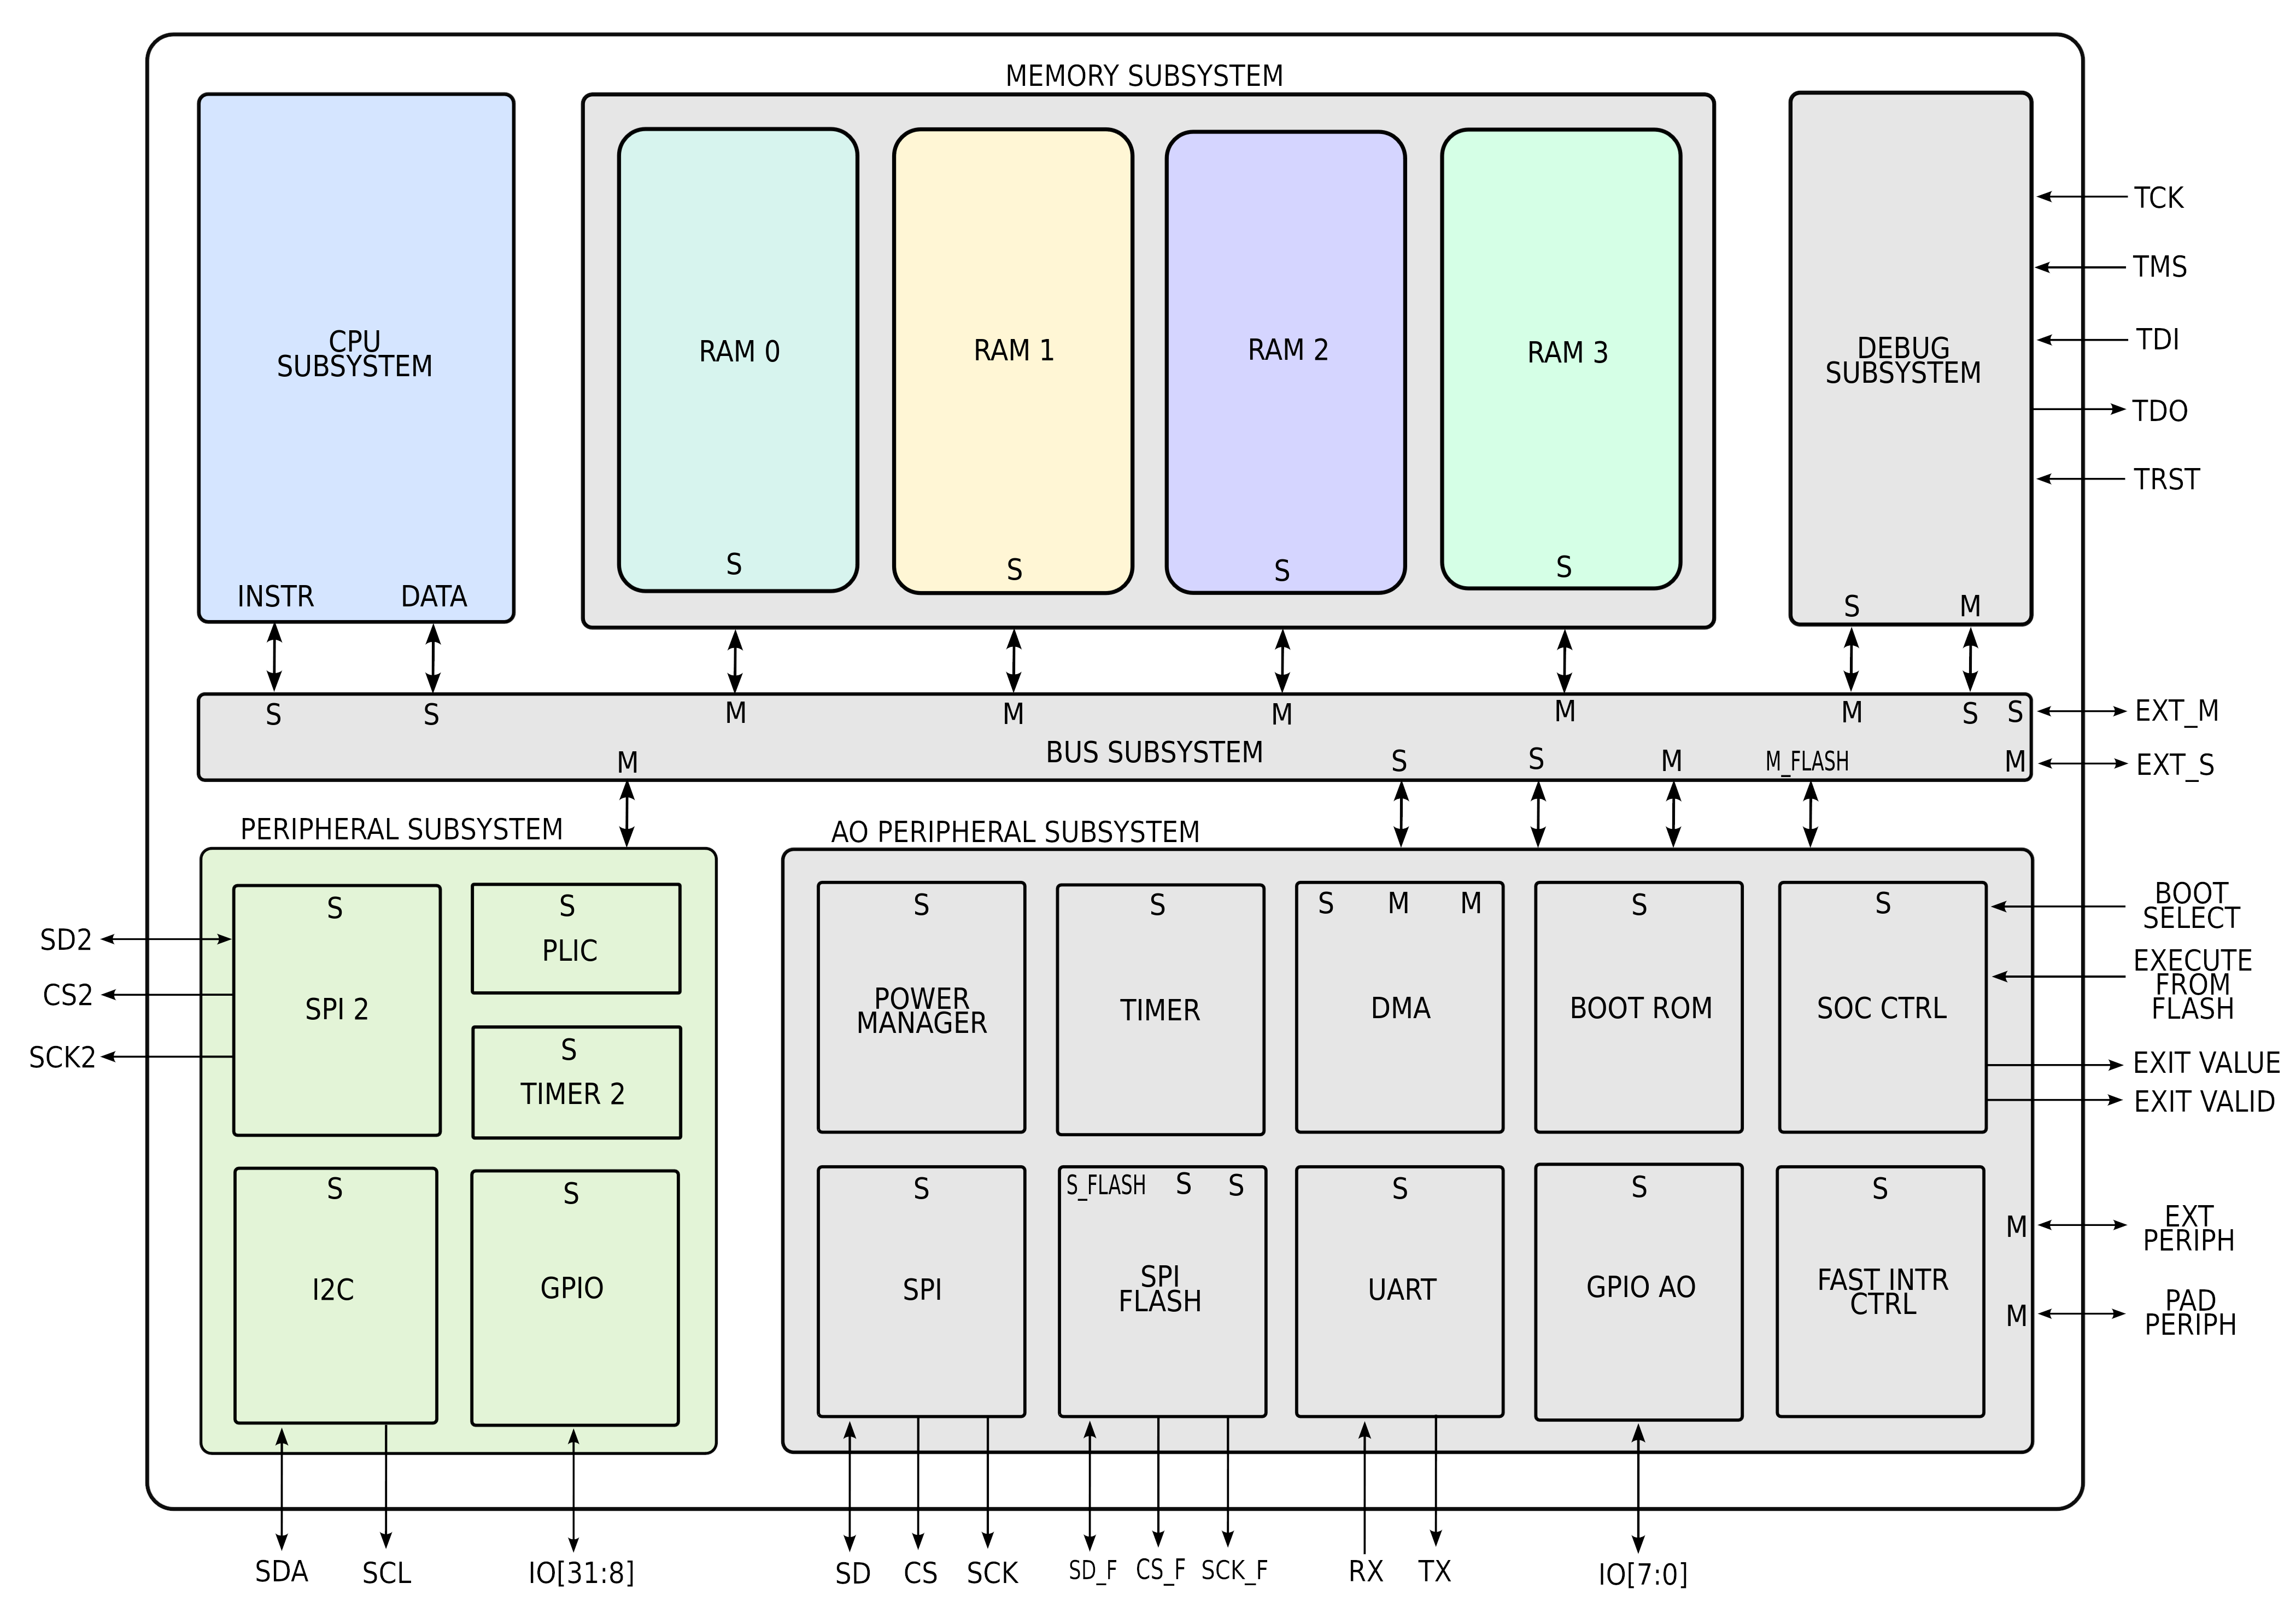 MEMORY SUBSYSTEM
CPU
SUBSYSTEM
INSTR DATA
RAM 0
S
RAM 1
S
RAM 2
S
RAM 3
S
DEBUG
SUBSYSTEM
S M
TCK
TMS
TDI
TDO
TRST
S S M M M M M S S
M BUS SUBSYSTEM S S M M_FLASH M
EXT_M
EXT_S
PERIPHERAL SUBSYSTEM
S
SPI 2
S
PLIC
S
TIMER 2
S
I2C
S
GPIO
SD2
CS2
SCK2
SDA
SCL
IO[31:8]
AO PERIPHERAL SUBSYSTEM
S
POWER
MANAGER
S
TIMER
S M M
DMA
S
BOOT ROM
S
SOC CTRL
S
SPI
S_FLASH S S
SPI
FLASH
S
UART
S
GPIO AO
S
FAST INTR
CTRL
M
M
BOOT
SELECT
EXECUTE
FROM
FLASH
EXIT VALUE
EXIT VALID
EXT
PERIPH
PAD
PERIPH
SD
CS
SCK
SD_F
CS_F
SCK_F
RX
TX
IO[7:0]